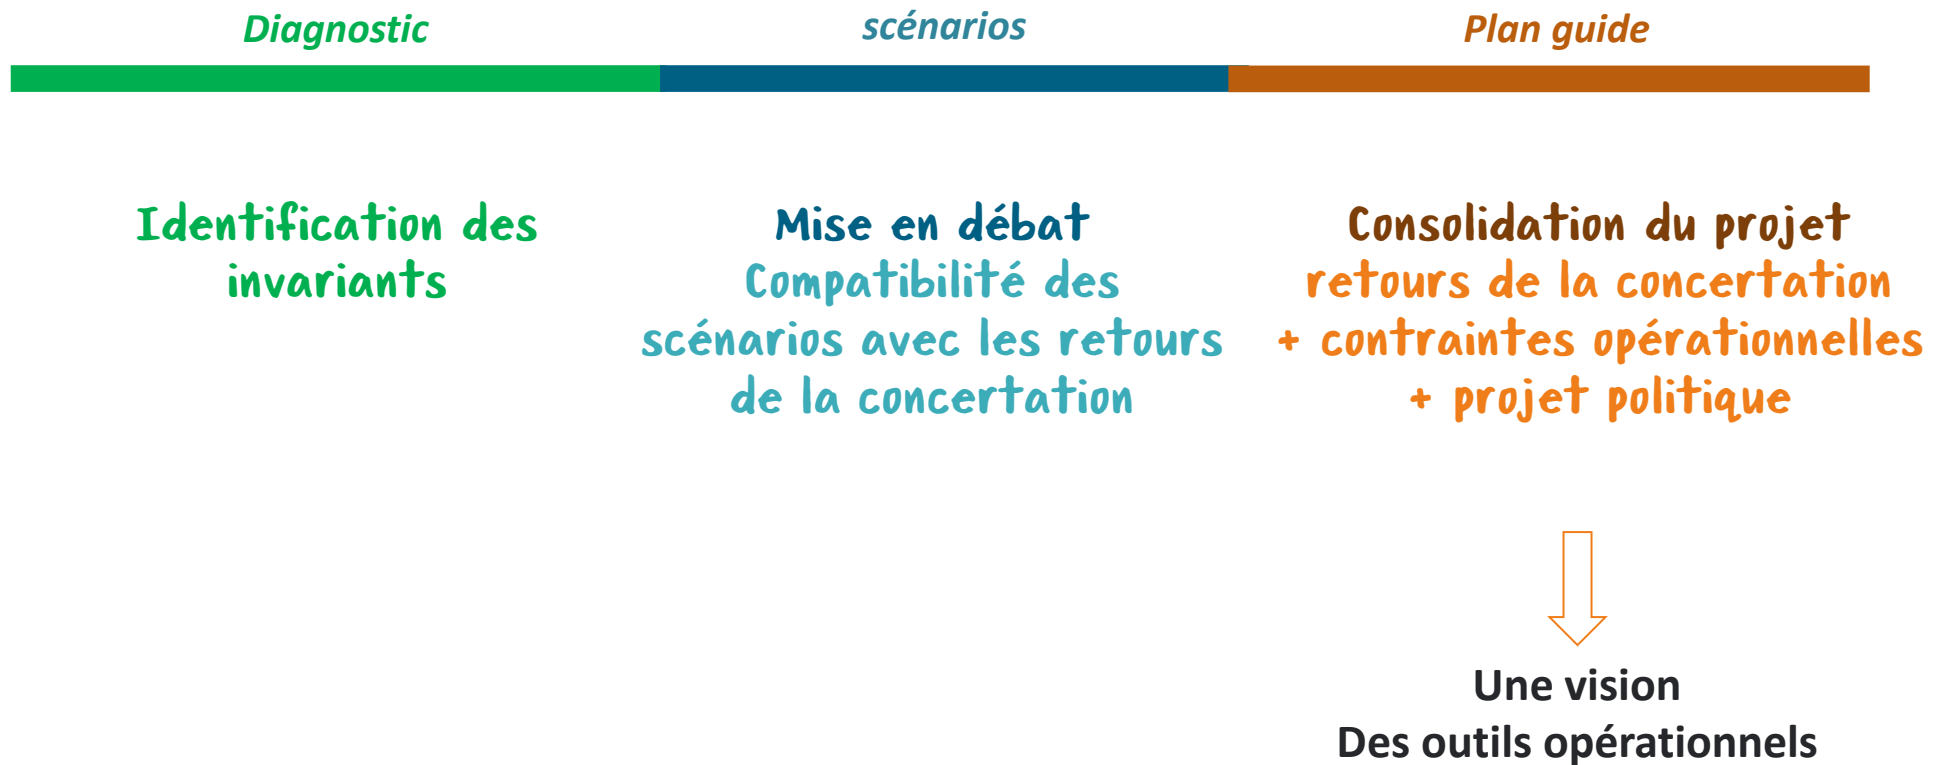 Diagnostic
scénarios
Plan guide
Identification des
invariants
Mise en débat
Compatibilité des
scénarios avec les retours
de la concertation
Consolidation du projet
retours de la concertation
+ contraintes opérationnelles
+ projet politique
Une vision
Des outils opérationnels